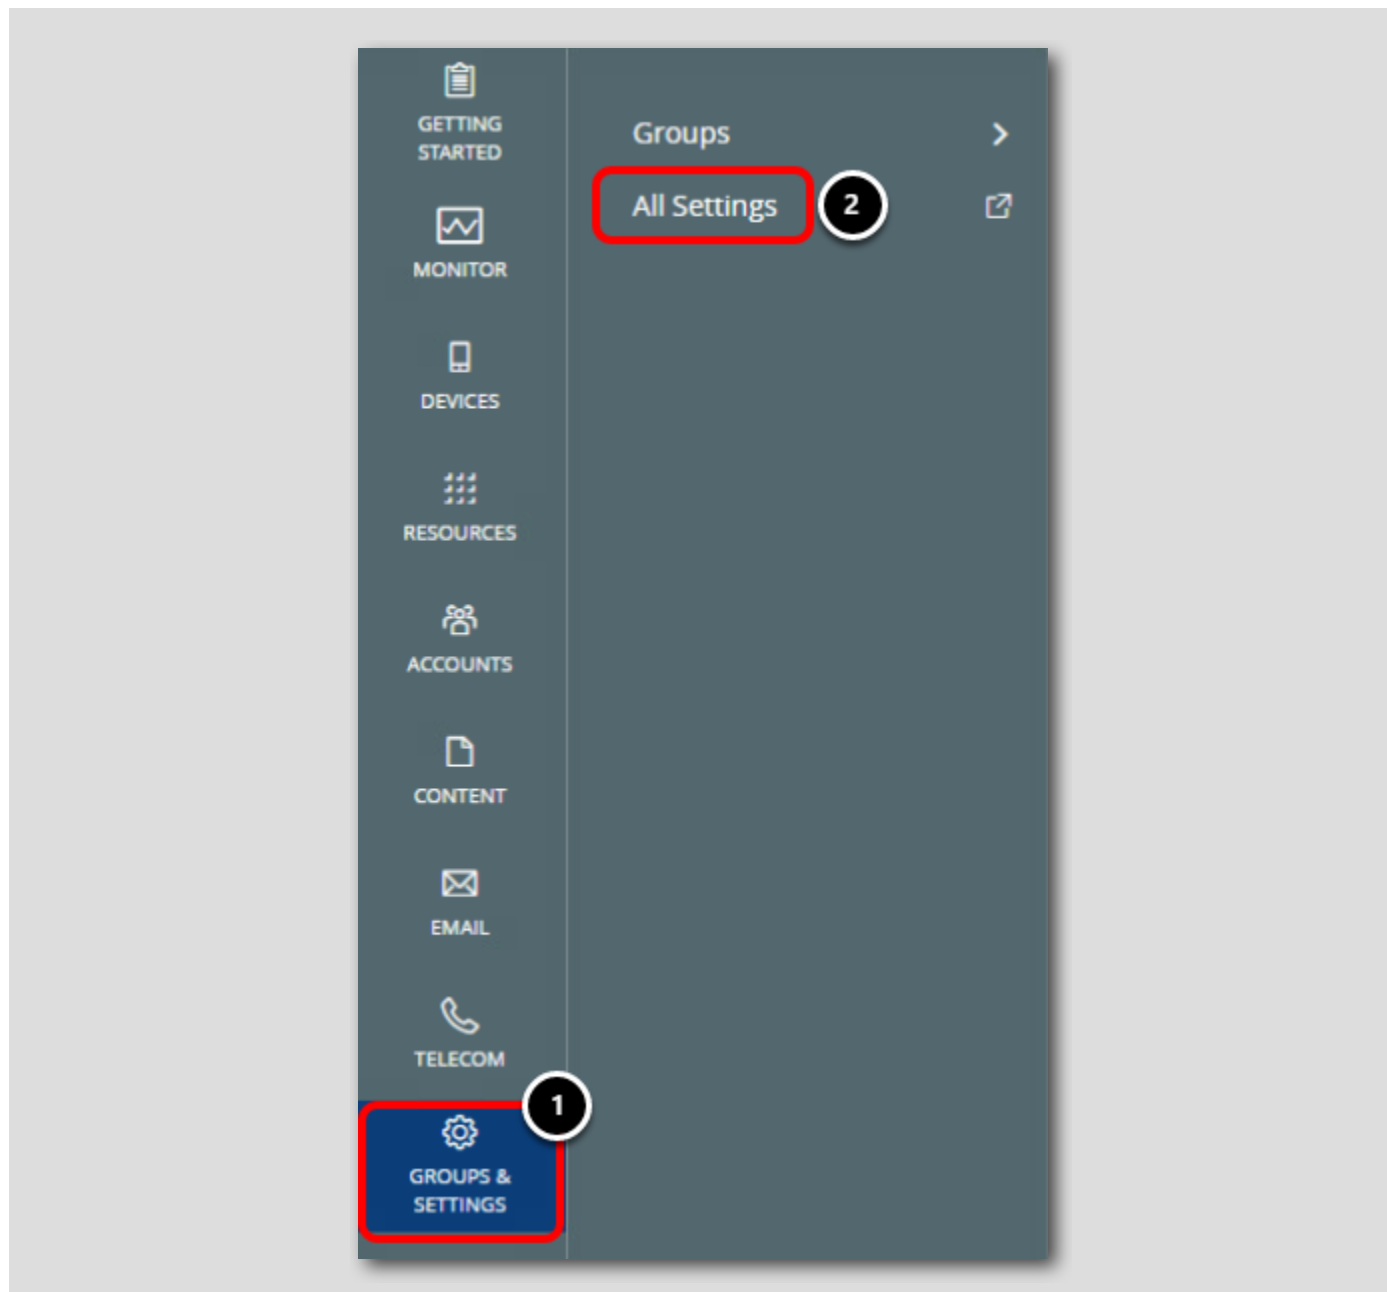 GETTING
STARTED
MONITOR
DEVICES
RESOURCES
ACCOUNTS
CONTENT
EMAIL
TELECOM
1
GROUPS &
SETTINGS
Groups
All Settings 2